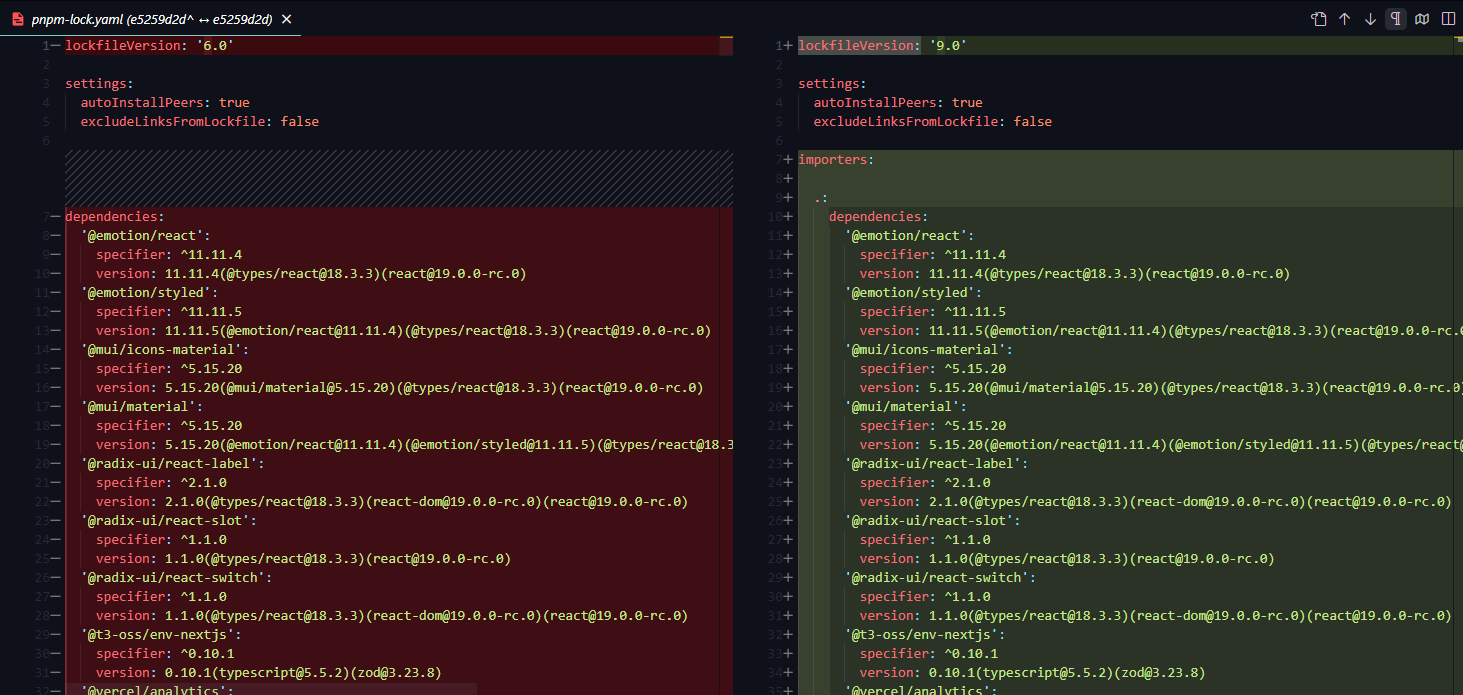 pnpm-lock.yaml (e5259d2d^ ↔ e5259d2d)
1 lockfileVersion: '6.0'
2
3 settings:
4 autoInstallPeers: true
5 excludeLinksFromLockfile: false
6
7 dependencies:
8 '@emotion/react':
9 specifier: ^11.11.4
10 version: 11.11.4(@types/react@18.3.3)(react@19.0.0-rc.0)
11 '@emotion/styled':
12 specifier: ^11.11.5
13 version: 11.11.5(@emotion/react@11.11.4)(@types/react@18.3.3)(react@19.0.0-rc.0)
14 '@mui/icons-material':
15 specifier: ^5.15.20
16 version: 5.15.20(@mui/material@5.15.20)(@types/react@18.3.3)(react@19.0.0-rc.0)
17 '@mui/material':
18 specifier: ^5.15.20
19 version: 5.15.20(@emotion/react@11.11.4)(@emotion/styled@11.11.5)(@types/react@18.3
20 '@radix-ui/react-label':
21 specifier: ^2.1.0
22 version: 2.1.0(@types/react@18.3.3)(react-dom@19.0.0-rc.0)(react@19.0.0-rc.0)
23 '@radix-ui/react-slot':
24 specifier: ^1.1.0
25 version: 1.1.0(@types/react@18.3.3)(react@19.0.0-rc.0)
26 '@radix-ui/react-switch':
27 specifier: ^1.1.0
28 version: 1.1.0(@types/react@18.3.3)(react-dom@19.0.0-rc.0)(react@19.0.0-rc.0)
29 '@t3-oss/env-nextjs':
30 specifier: ^0.10.1
31 version: 0.10.1(typescript@5.5.2)(zod@3.23.8)
32 '@vercel/analytics':
1 lockfileVersion: '9.0'
2
3 settings:
4 autoInstallPeers: true
5 excludeLinksFromLockfile: false
6
7 importers:
8
9 .:
10 dependencies:
11 '@emotion/react':
12 specifier: ^11.11.4
13 version: 11.11.4(@types/react@18.3.3)(react@19.0.0-rc.0)
14 '@emotion/styled':
15 specifier: ^11.11.5
16 version: 11.11.5(@emotion/react@11.11.4)(@types/react@18.3.3)(react@19.0.0-rc.
17 '@mui/icons-material':
18 specifier: ^5.15.20
19 version: 5.15.20(@mui/material@5.15.20)(@types/react@18.3.3)(react@19.0.0-rc.0)
20 '@mui/material':
21 specifier: ^5.15.20
22 version: 5.15.20(@emotion/react@11.11.4)(@emotion/styled@11.11.5)(@types/react@
23 '@radix-ui/react-label':
24 specifier: ^2.1.0
25 version: 2.1.0(@types/react@18.3.3)(react-dom@19.0.0-rc.0)(react@19.0.0-rc.0)
26 '@radix-ui/react-slot':
27 specifier: ^1.1.0
28 version: 1.1.0(@types/react@18.3.3)(react@19.0.0-rc.0)
29 '@radix-ui/react-switch':
30 specifier: ^1.1.0
31 version: 1.1.0(@types/react@18.3.3)(react-dom@19.0.0-rc.0)(react@19.0.0-rc.0)
32 '@t3-oss/env-nextjs':
33 specifier: ^0.10.1
34 version: 0.10.1(typescript@5.5.2)(zod@3.23.8)
35 '@vercel/analytics':